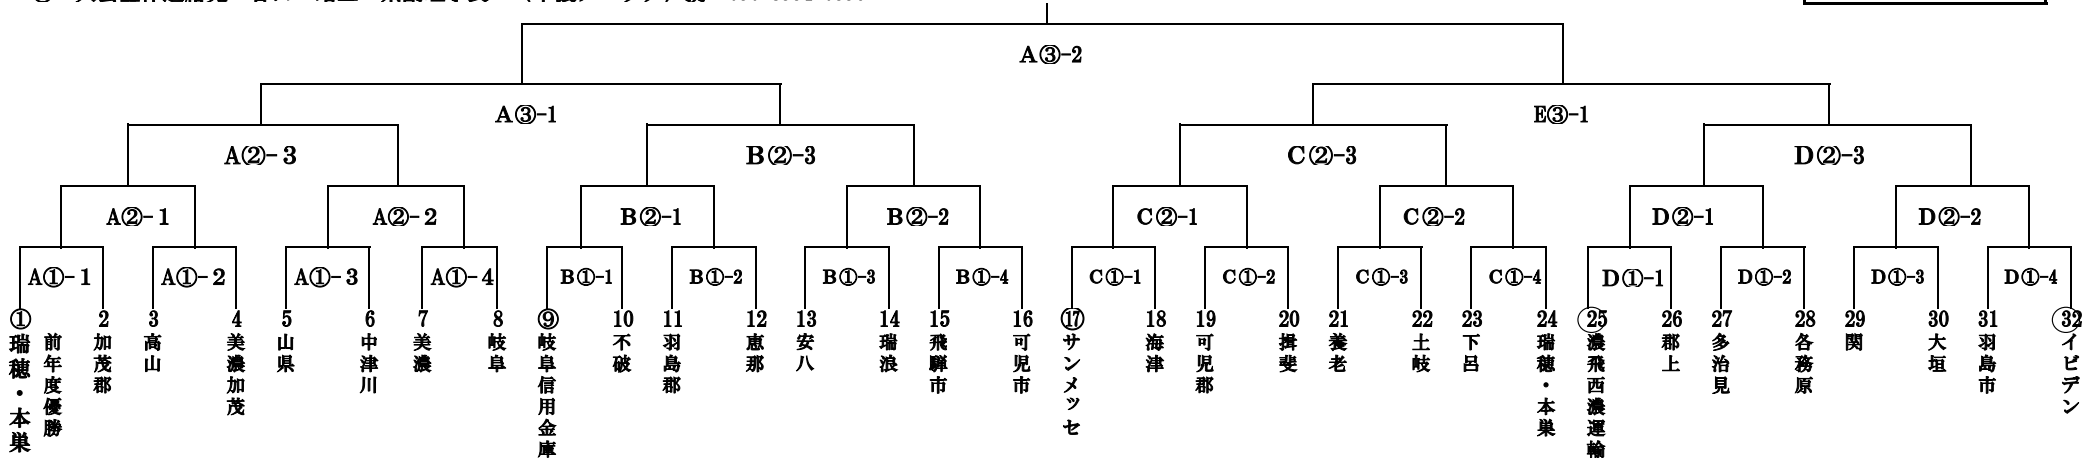 A③-2
A③-1
E③-1
A②-3
B②-3
C②-3
D②-3
A②-1
A②-2
B②-1
B②-2
C②-1
C②-2
D②-1
D②-2
A①-1
A①-2
A①-3
A①-4
B①-1
B①-2
B①-3
B①-4
C①-1
C①-2
C①-3
C①-4
D①-1
D①-2
D①-3
D①-4
① 瑞穂・本巣
前年度優勝
2 加茂郡
3 高山
4 美濃加茂
5 山県
6 中津川
7 美濃
8 岐阜
⑨ 岐阜信用金庫
10 不破
11 羽島郡
12 恵那
13 安八
14 瑞浪
15 飛騨市
16 可児市
⑰ サンメッセ
18 海津
19 可児郡
20 揖斐
21 養老
22 土岐
23 下呂
24 瑞穂・本巣
㉕ 濃飛西濃運輸
26 郡上
27 多治見
28 各務原
29 関
30 大垣
31 羽島市
㉜ イビデン